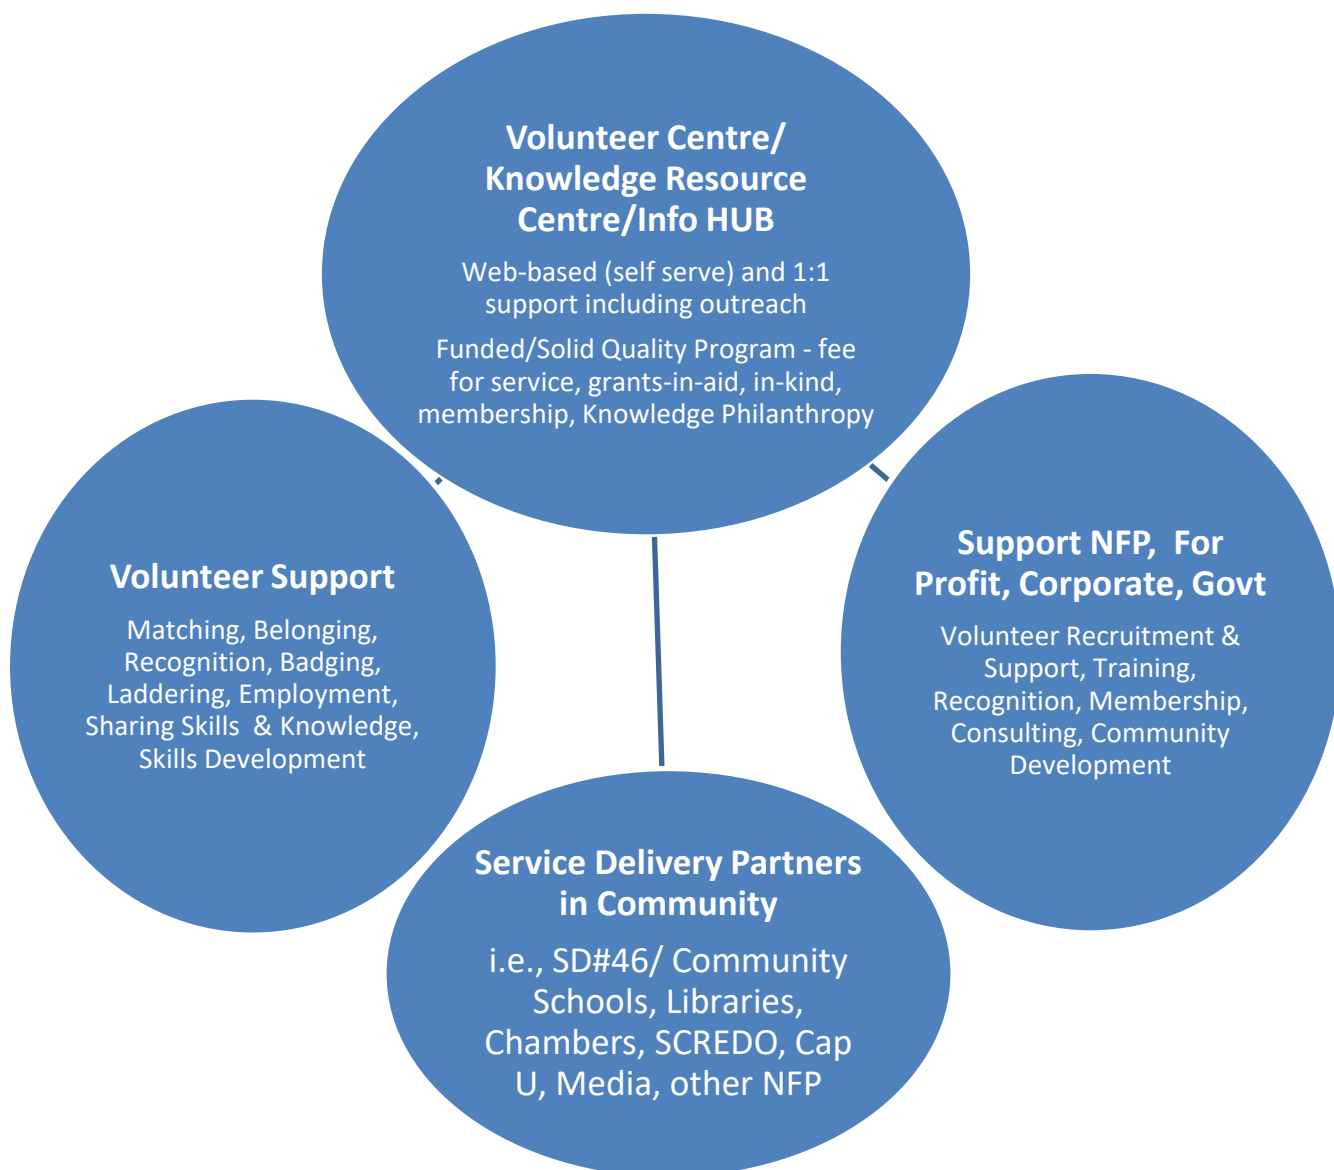 Volunteer Centre/
Knowledge Resource
Centre/Info HUB
Web-based (self serve) and 1:1
support including outreach
Funded/Solid Quality Program - fee
for service, grants-in-aid, in-kind,
membership, Knowledge Philanthropy
Volunteer Support
Matching, Belonging,
Recognition, Badging,
Laddering, Employment,
Sharing Skills & Knowledge,
Skills Development
Support NFP, For
Profit, Corporate, Govt
Volunteer Recruitment &
Support, Training,
Recognition, Membership,
Consulting, Community
Development
Service Delivery Partners
in Community
i.e., SD#46/ Community
Schools, Libraries,
Chambers, SCREDO, Cap
U, Media, other NFP